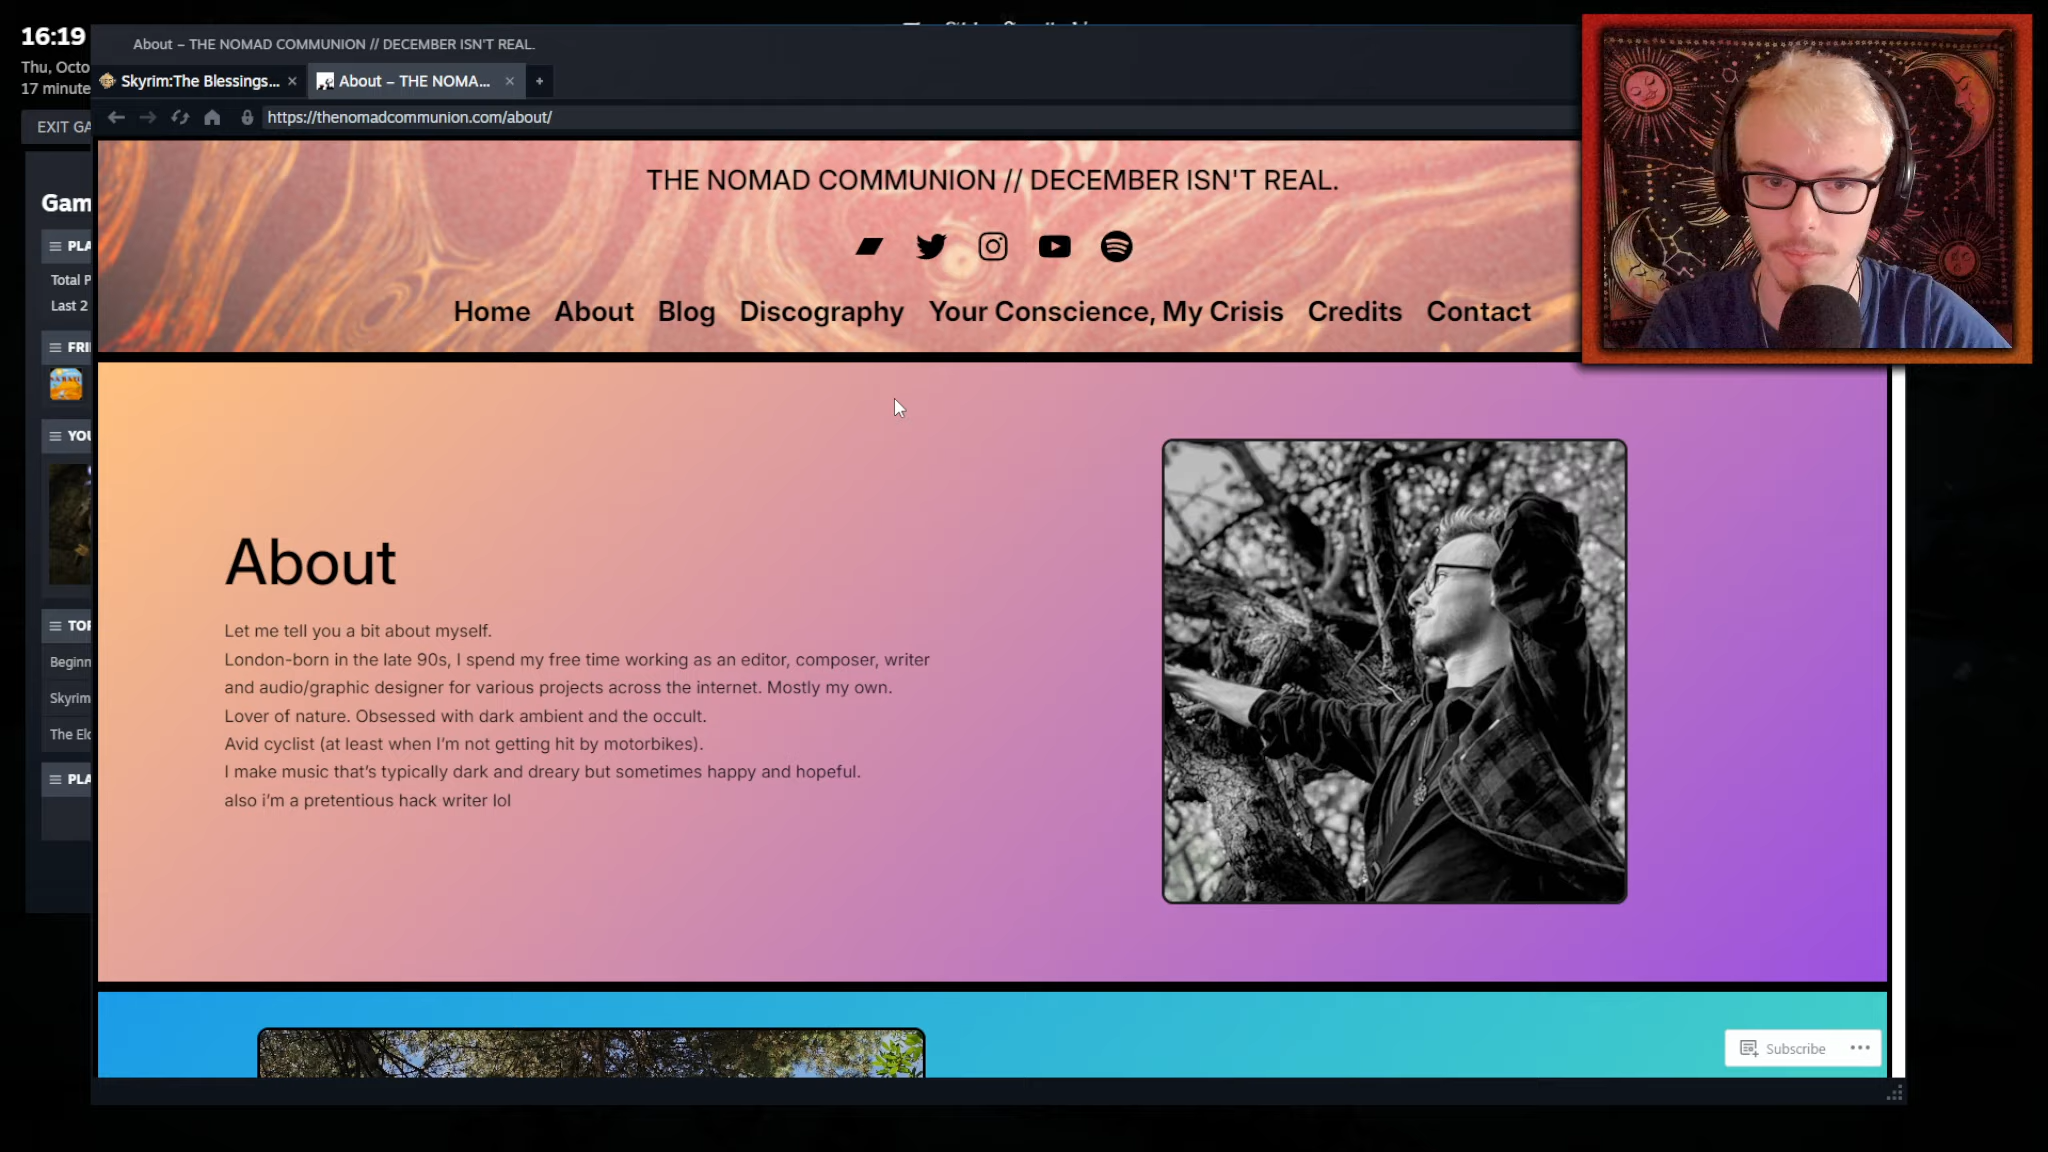 16:19
Thu, Octo
17 minute
EXIT GA
Gam
PLA
Total P
Last 2
FRI
YOU
TOP
Beginn
Skyrim
The Eld
PLA
About – THE NOMAD COMMUNION // DECEMBER ISN'T REAL.
Skyrim:The Blessings...
About – THE NOMA...
https://thenomadcommunion.com/about/
THE NOMAD COMMUNION // DECEMBER ISN'T REAL.
Home About Blog Discography Your Conscience, My Crisis Credits Contact
About
Let me tell you a bit about myself.
London-born in the late 90s, I spend my free time working as an editor, composer, writer
and audio/graphic designer for various projects across the internet. Mostly my own.
Lover of nature. Obsessed with dark ambient and the occult.
Avid cyclist (at least when I'm not getting hit by motorbikes).
I make music that's typically dark and dreary but sometimes happy and hopeful.
also i'm a pretentious hack writer lol
Subscribe